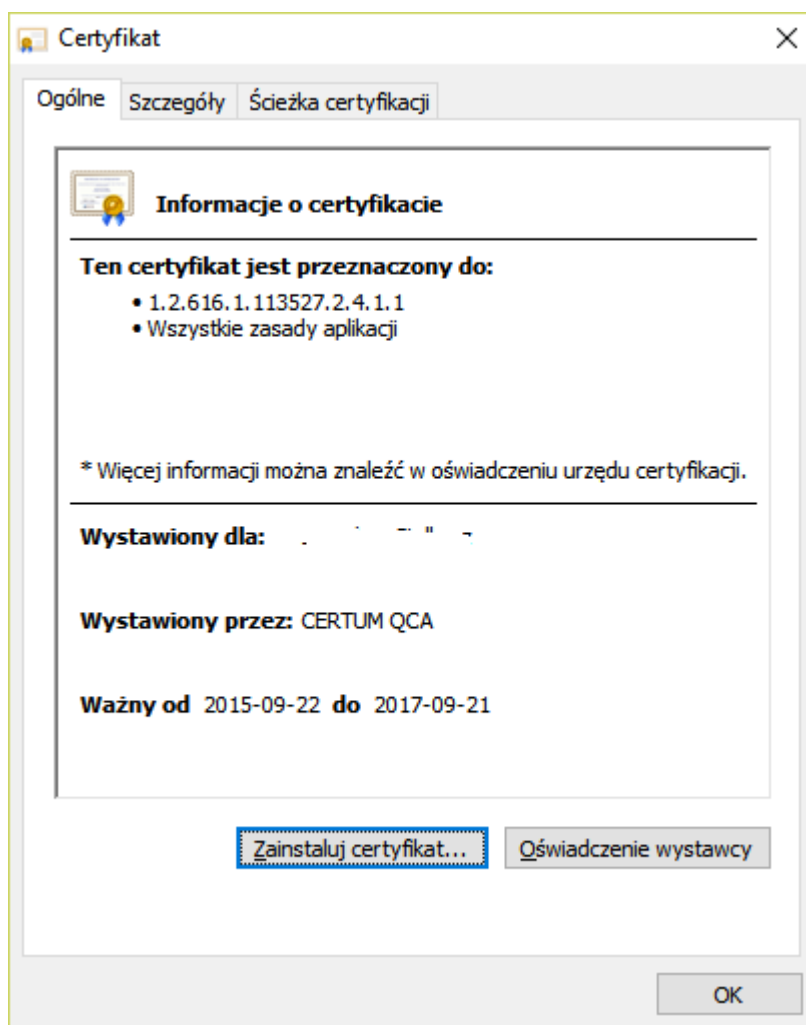 Certyfikat
Ogólne Szczegóły Ścieżka certyfikacji
Informacje o certyfikacie
Ten certyfikat jest przeznaczony do:
• 1.2.616.1.113527.2.4.1.1
• Wszystkie zasady aplikacji
* Więcej informacji można znaleźć w oświadczeniu urzędu certyfikacji.
Wystawiony dla:
Wystawiony przez: CERTUM QCA
Ważny od 2015-09-22 do 2017-09-21
Zainstaluj certyfikat... Oświadczenie wystawcy
OK